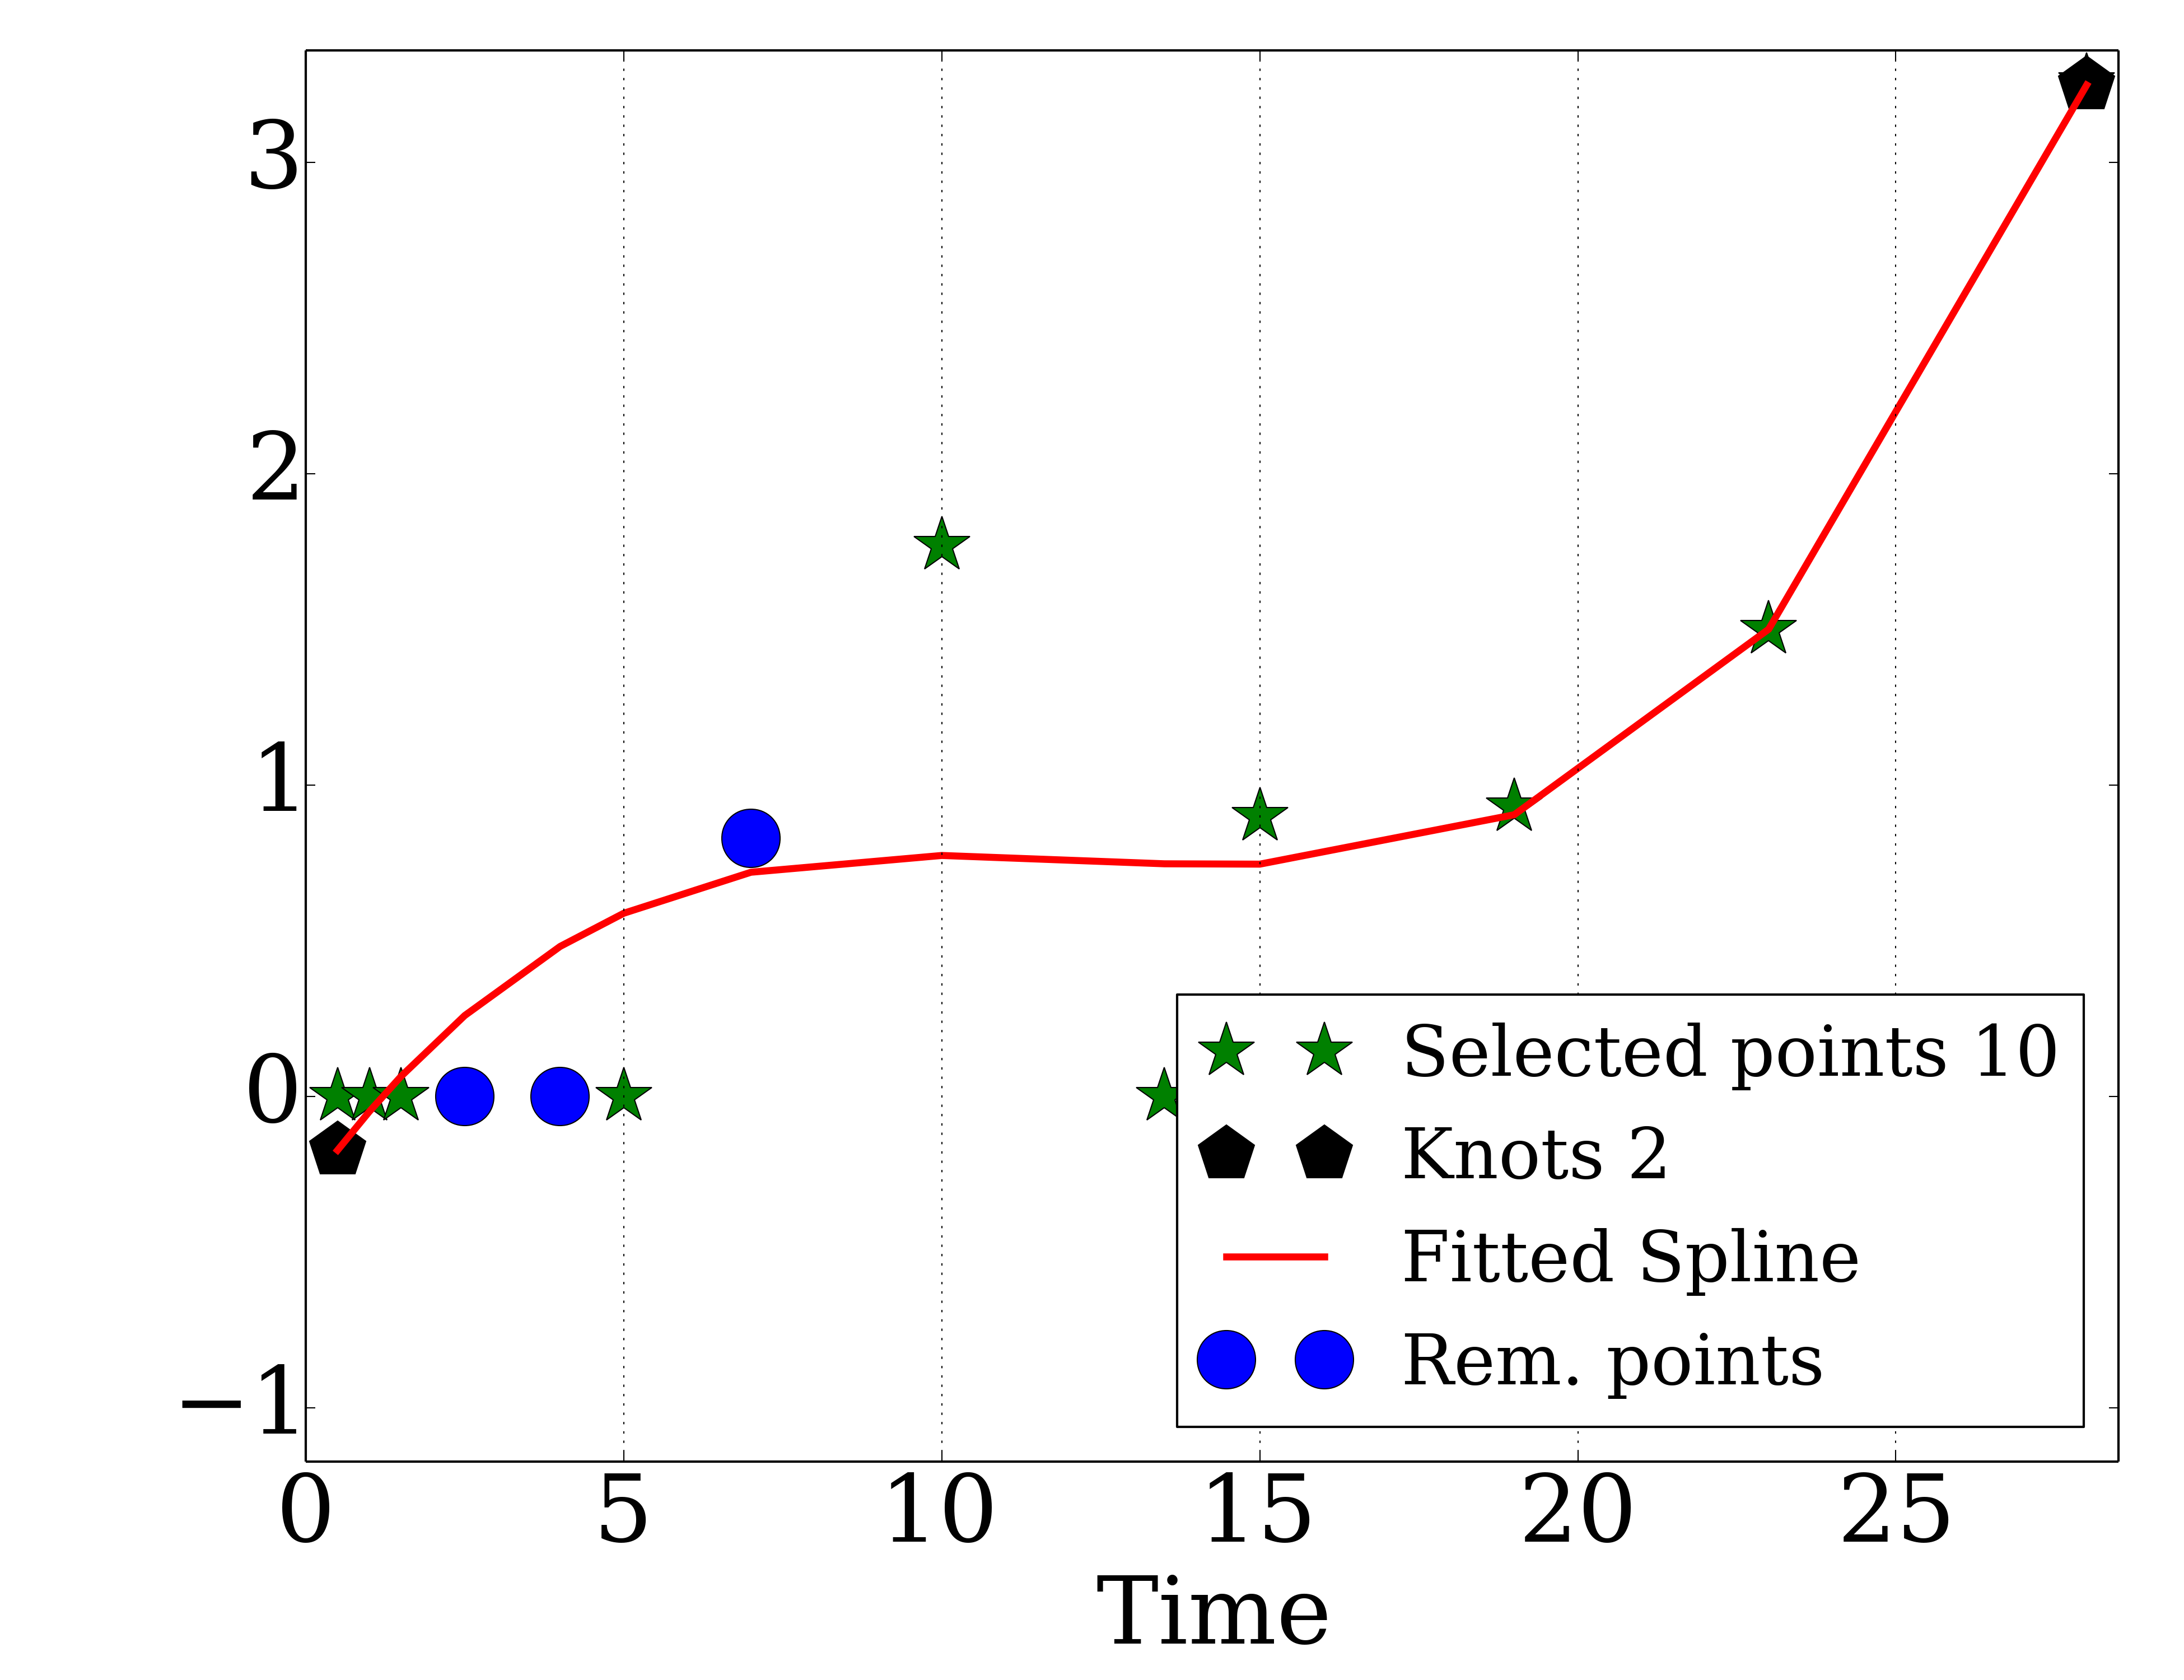 3
2
1
0
−1
Selected points 10
Knots 2
Fitted Spline
Rem. points
0 5 10 15 20 25
Time